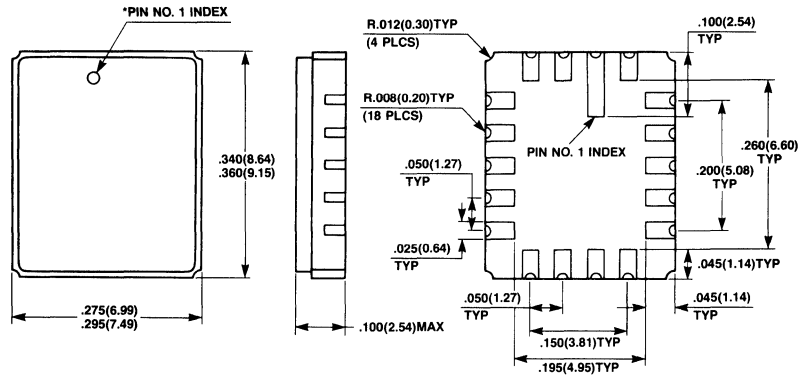 *PIN NO. 1 INDEX
R.012(0.30)TYP
(4 PLCS)
.100(2.54)
TYP
R.008(0.20)TYP
(18 PLCS)
PIN NO. 1 INDEX
.340(8.64)
.360(9.15)
.050(1.27)
TYP
.260(6.60)
TYP
.200(5.08)
TYP
.025(0.64)
TYP
.045(1.14)TYP
.275(6.99)
.295(7.49)
.100(2.54)MAX
.050(1.27)
TYP
.045(1.14)
TYP
.150(3.81)TYP
.195(4.95)TYP